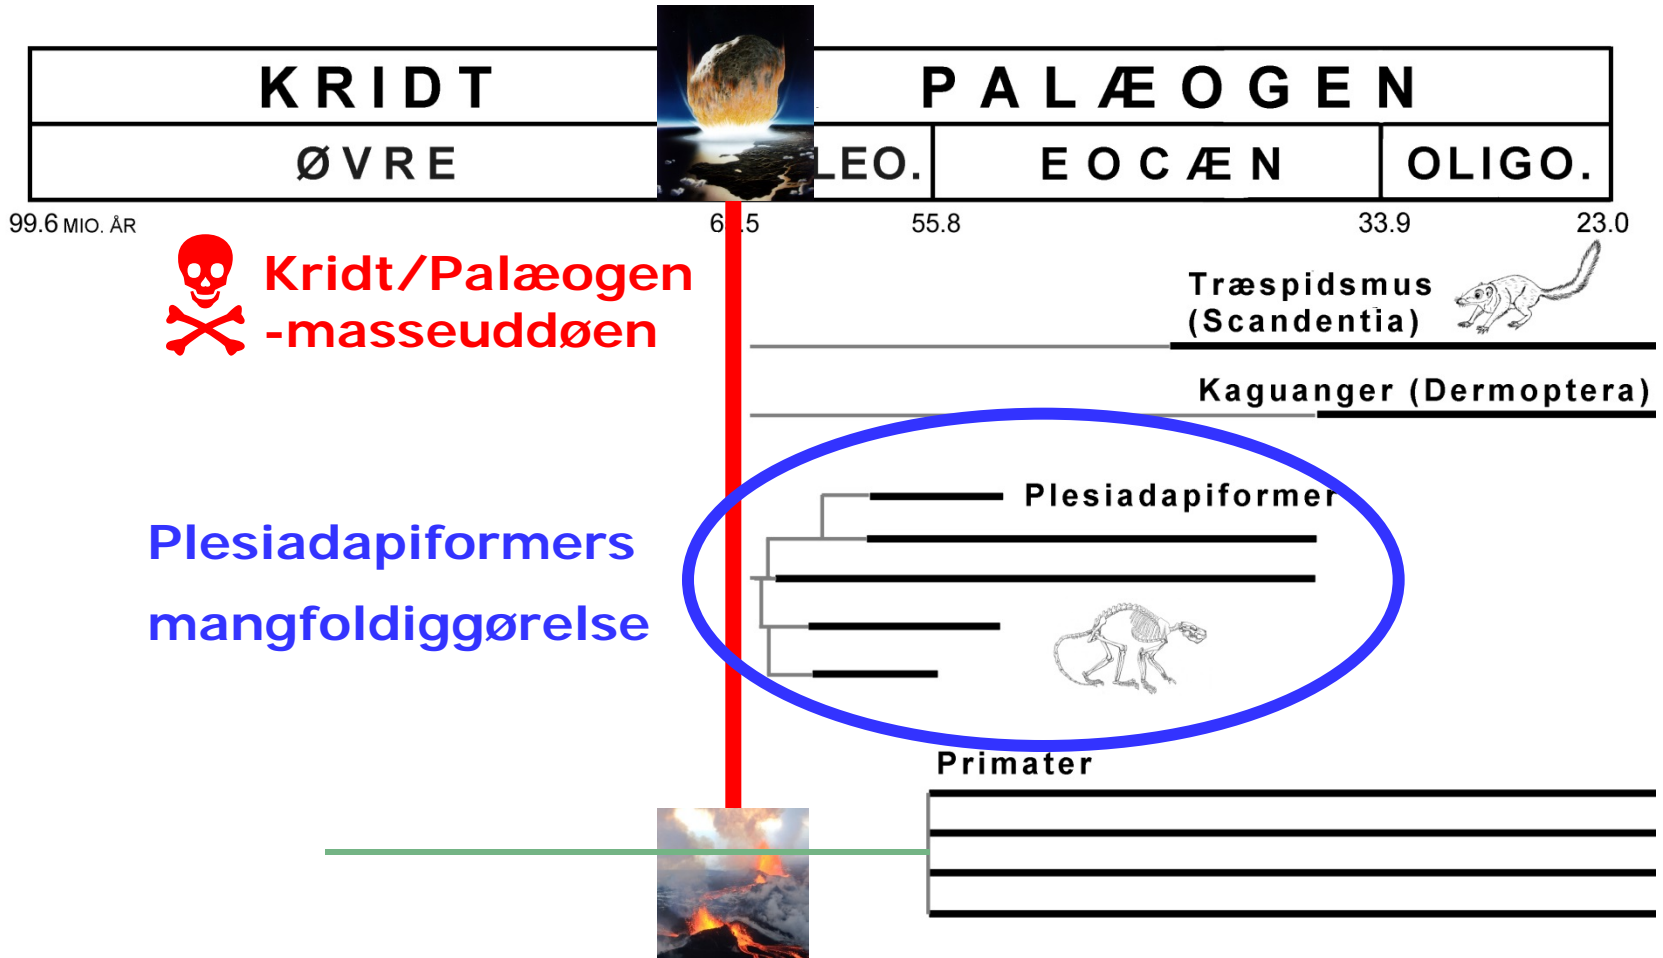 KRIDT
PALÆOGEN
ØVRE
LEO.
EOCÆN
OLIGO.
99.6 MIO. ÅR
55.8
33.9
23.0
Kridt/Palæogen
-masseuddøen
Træspidsmus
(Scandentia)
Kaguanger (Dermoptera)
Plesiadapiformer
Plesiadapiformers
mangfoldiggørelse
Primater